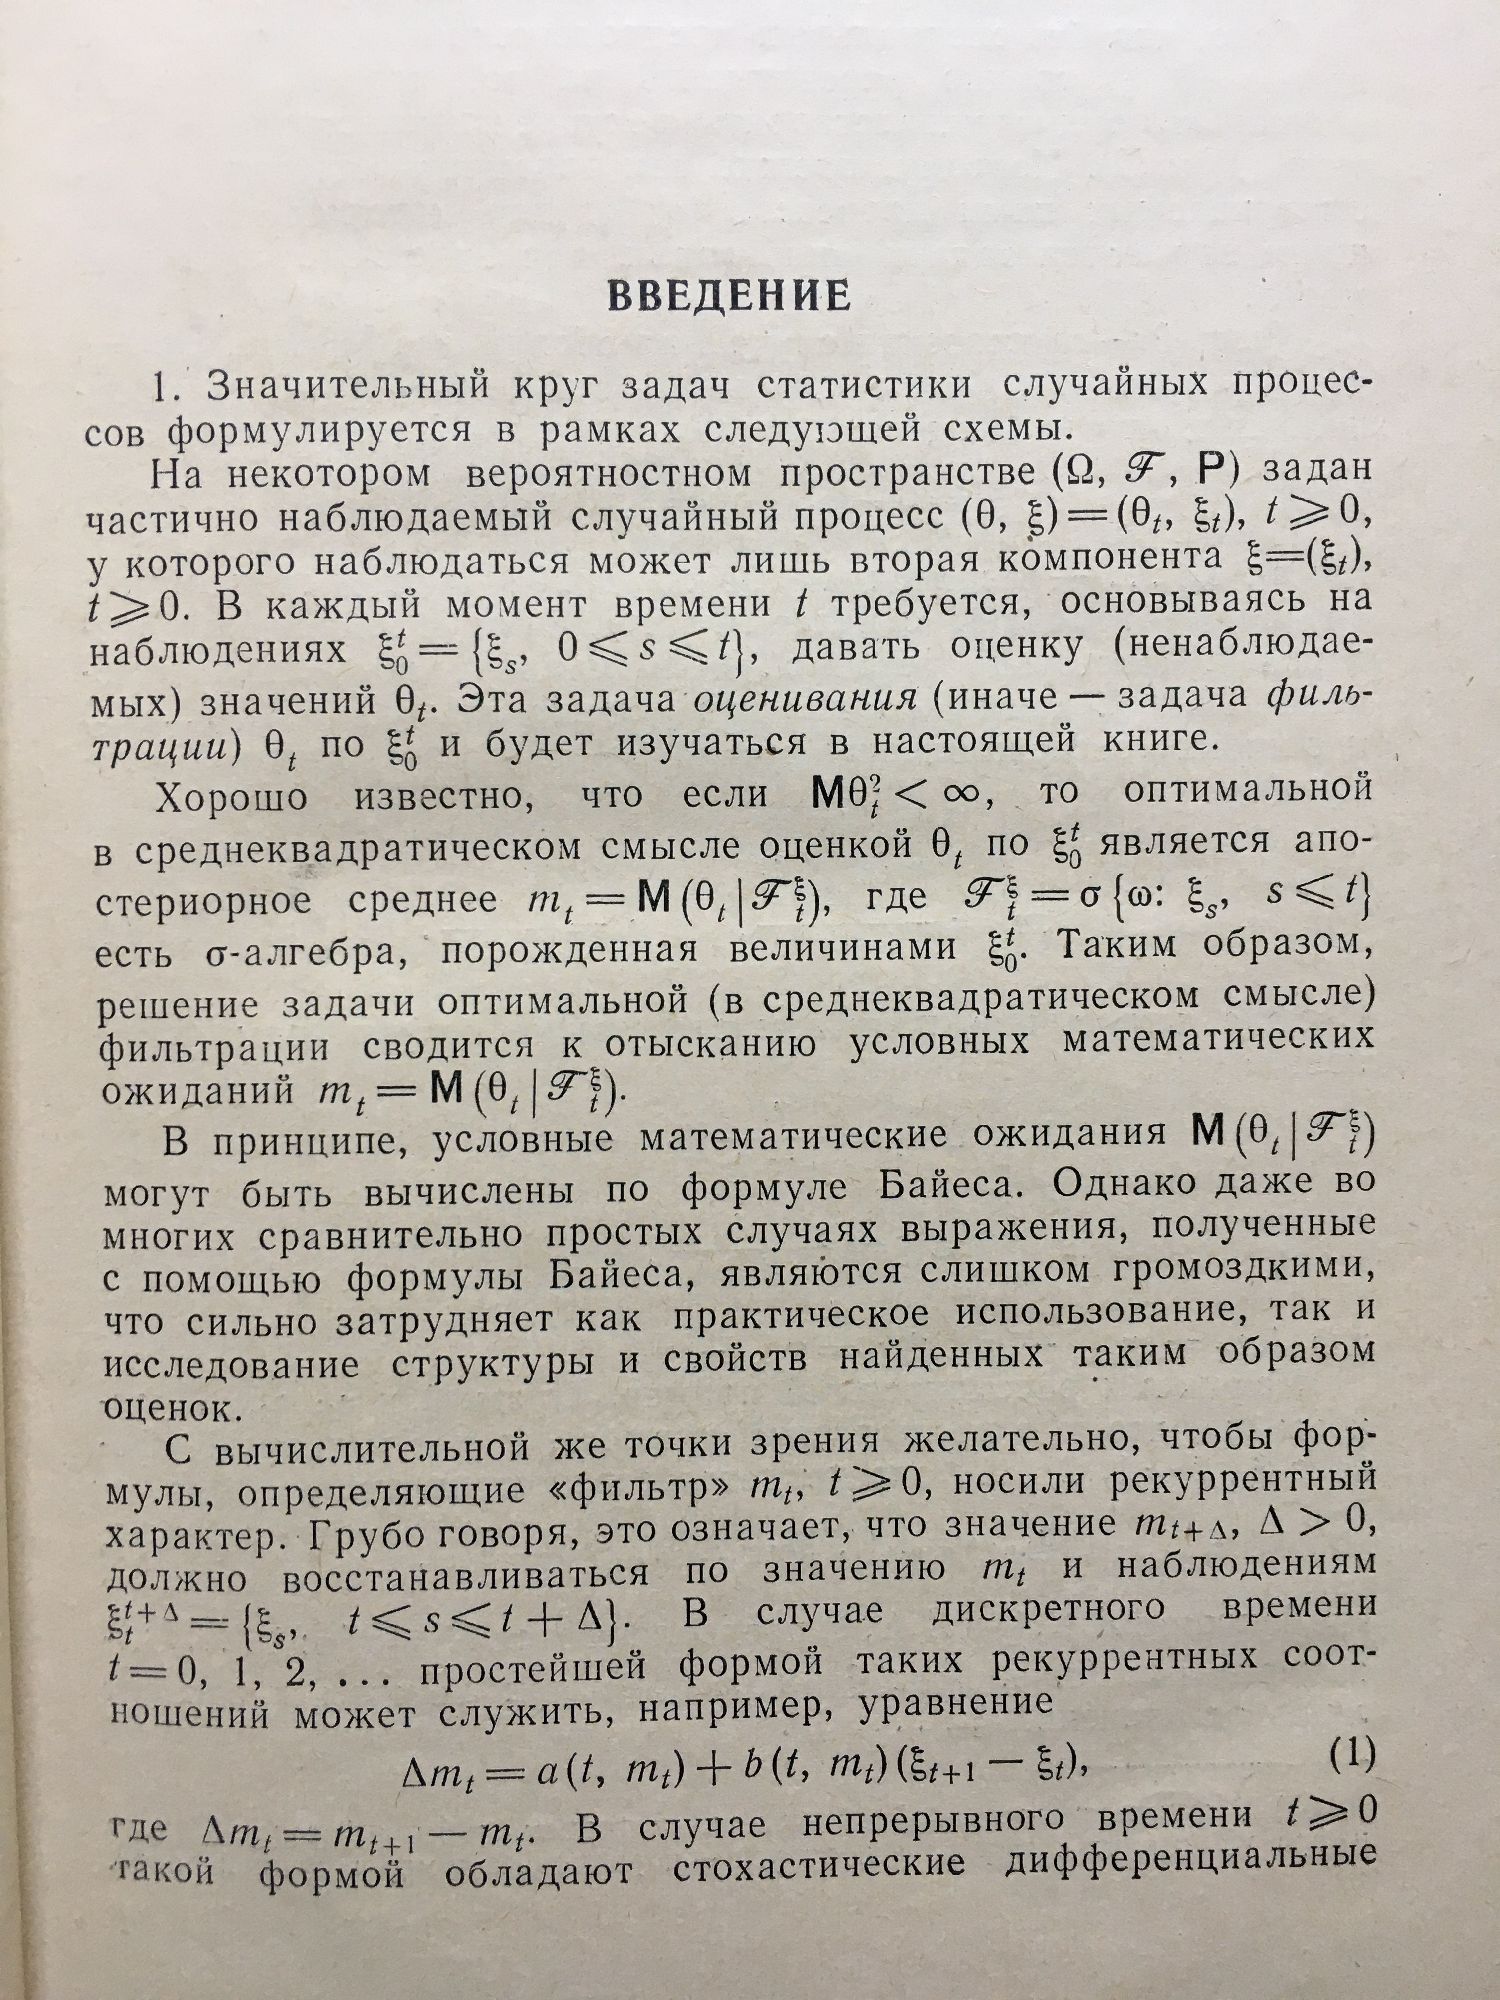 ВВЕДЕНИЕ
1. Значительный круг задач статистики случайных процес-
сов формулируется в рамках следующей схемы.
На некотором вероятностном пространстве (Ω, ℱ, P) задан
частично наблюдаемый случайный процесс (θ, ξ) = (θ_t, ξ_t), t ⩾ 0,
у которого наблюдаться может лишь вторая компонента ξ=(ξ_t),
t ⩾ 0. В каждый момент времени t требуется, основываясь на
наблюдениях ξ_0^t = {ξ_s, 0 ⩽ s ⩽ t}, давать оценку (ненаблюдае-
мых) значений θ_t. Эта задача оценивания (иначе — задача филь-
трации) θ_t по ξ_0^t и будет изучаться в настоящей книге.
Хорошо известно, что если Mθ_t^2 < ∞, то оптимальной
в среднеквадратическом смысле оценкой θ_t по ξ_0^t является апо-
стериорное среднее m_t = M (θ_t | ℱ_t^ξ), где ℱ_t^ξ = σ {ω: ξ_s, s ⩽ t}
есть σ-алгебра, порожденная величинами ξ_0^t. Таким образом,
решение задачи оптимальной (в среднеквадратическом смысле)
фильтрации сводится к отысканию условных математических
ожиданий m_t = M (θ_t | ℱ_t^ξ).
В принципе, условные математические ожидания M (θ_t | ℱ_t^ξ)
могут быть вычислены по формуле Байеса. Однако даже во
многих сравнительно простых случаях выражения, полученные
с помощью формулы Байеса, являются слишком громоздкими,
что сильно затрудняет как практическое использование, так и
исследование структуры и свойств найденных таким образом
оценок.
С вычислительной же точки зрения желательно, чтобы фор-
мулы, определяющие «фильтр» m_t, t ⩾ 0, носили рекуррентный
характер. Грубо говоря, это означает, что значение m_{t+Δ}, Δ > 0,
должно восстанавливаться по значению m_t и наблюдениям
ξ_t^{t+Δ} = {ξ_s, t ⩽ s ⩽ t + Δ}. В случае дискретного времени
t = 0, 1, 2, ... простейшей формой таких рекуррентных соот-
ношений может служить, например, уравнение
Δm_t = a (t, m_t) + b (t, m_t) (ξ_{t+1} — ξ_t), (1)
где Δm_t = m_{t+1} — m_t. В случае непрерывного времени t ⩾ 0
такой формой обладают стохастические дифференциальные